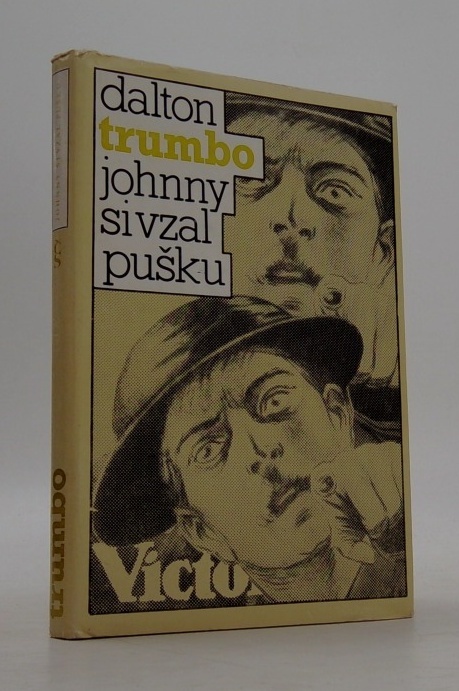 dalton
trumbo
johnny
si vzal
pušku
Victo
trumbo